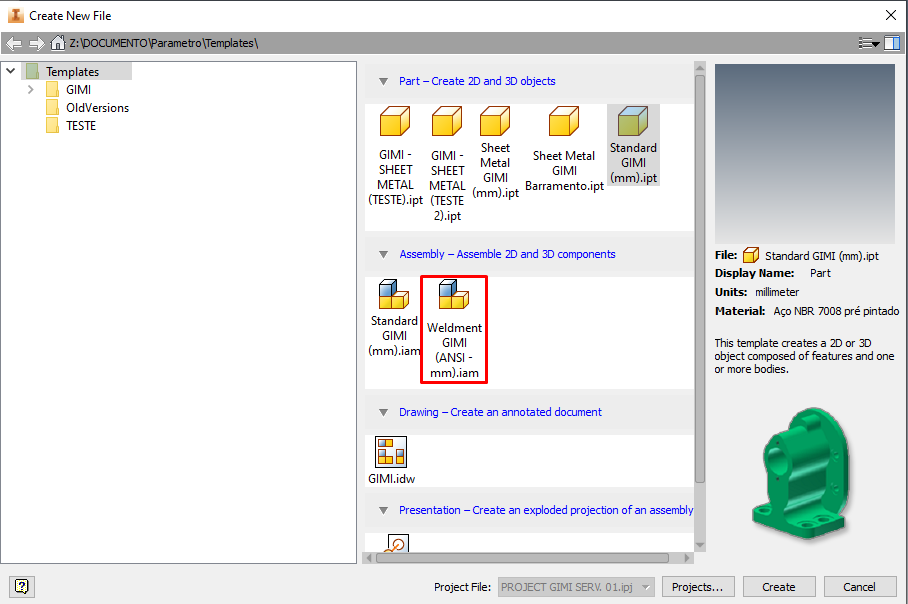 Create New File
Z:\DOCUMENTO\Parametro\Templates\
Templates
GIMI
OldVersions
TESTE
Part – Create 2D and 3D objects
GIMI -
SHEET
METAL
(TESTE).ipt
GIMI -
SHEET
METAL
(TESTE
2).ipt
Sheet
Metal
GIMI
(mm).ipt
Sheet Metal
GIMI
Barramento.ipt
Standard
GIMI
(mm).ipt
Assembly – Assemble 2D and 3D components
Standard
GIMI
(mm).iam
Weldment
GIMI
(ANSI -
mm).iam
Drawing – Create an annotated document
GIMI.idw
Presentation – Create an exploded projection of an assembly
File: Standard GIMI (mm).ipt
Display Name: Part
Units: millimeter
Material: Aço NBR 7008 pré pintado
This template creates a 2D or 3D
object composed of features and one
or more bodies.
Project File: PROJECT GIMI SERV. 01.ipj
Projects...
Create
Cancel